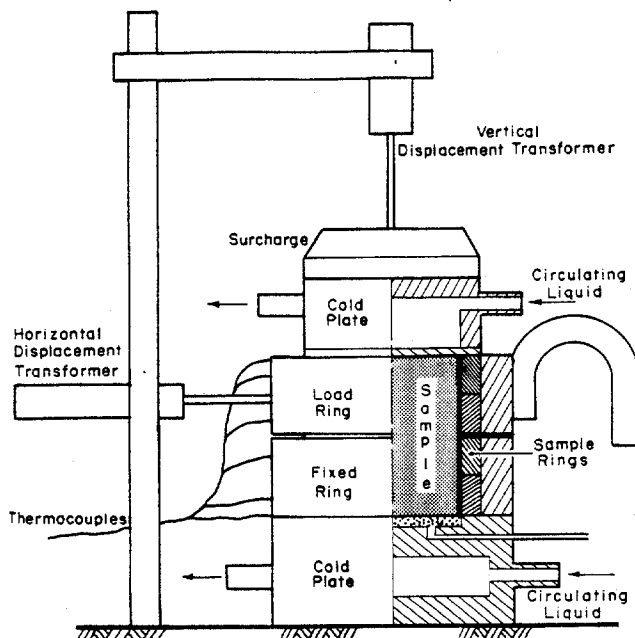 Vertical
Displacement Transformer
Surcharge
Circulating
Liquid
Cold
Plate
Horizontal
Displacement
Transformer
Load
Ring
Sample
Sample
Rings
Fixed
Ring
Thermocouples
Cold
Plate
Circulating
Liquid